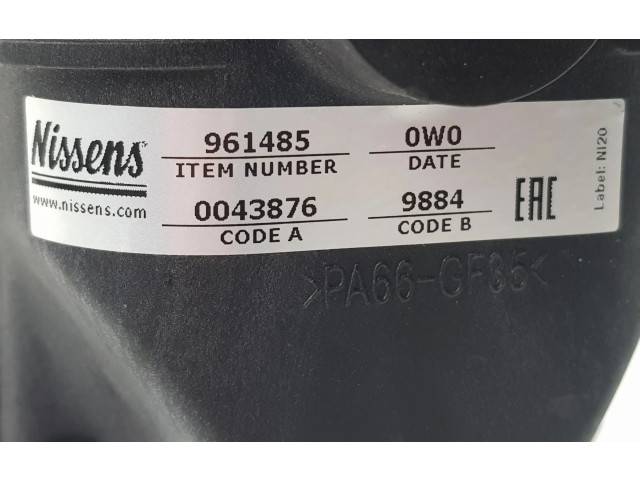 Nissens
www.nissens.com
961485
ITEM NUMBER
0W0
DATE
0043876
CODE A
9884
CODE B
EAC
Label: NI20
>PA66-GF35<